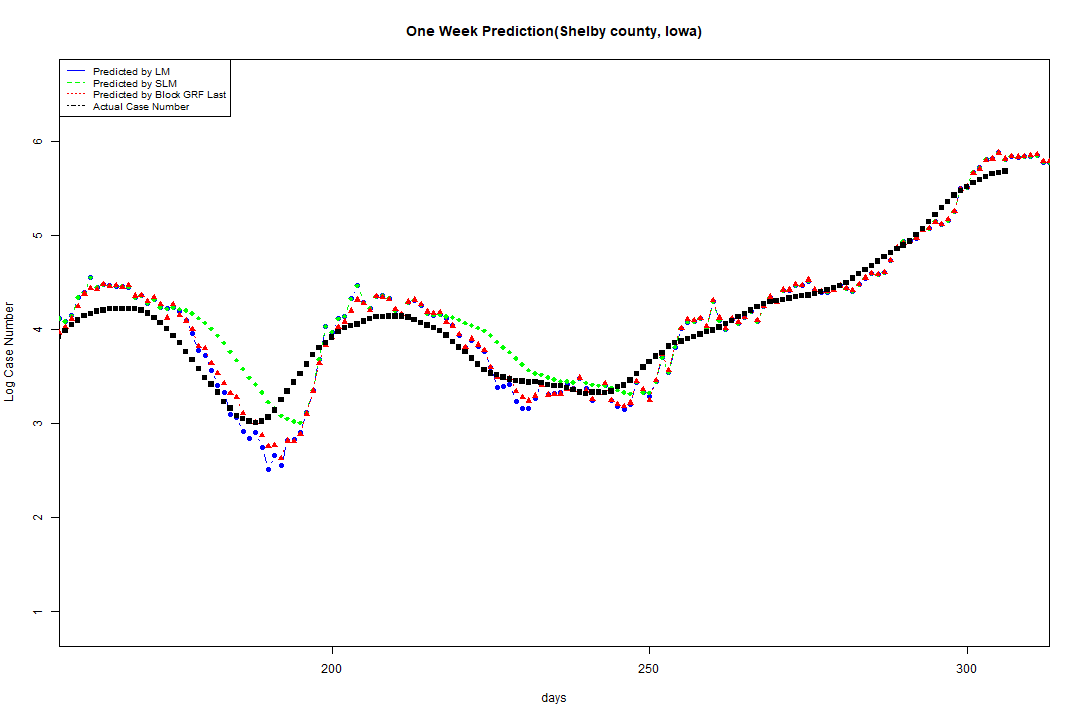 One Week Prediction(Shelby county, Iowa)
Predicted by LM
Predicted by SLM
Predicted by Block GRF Last
Actual Case Number
6
5
4
3
2
1
Log Case Number
200
250
300
days